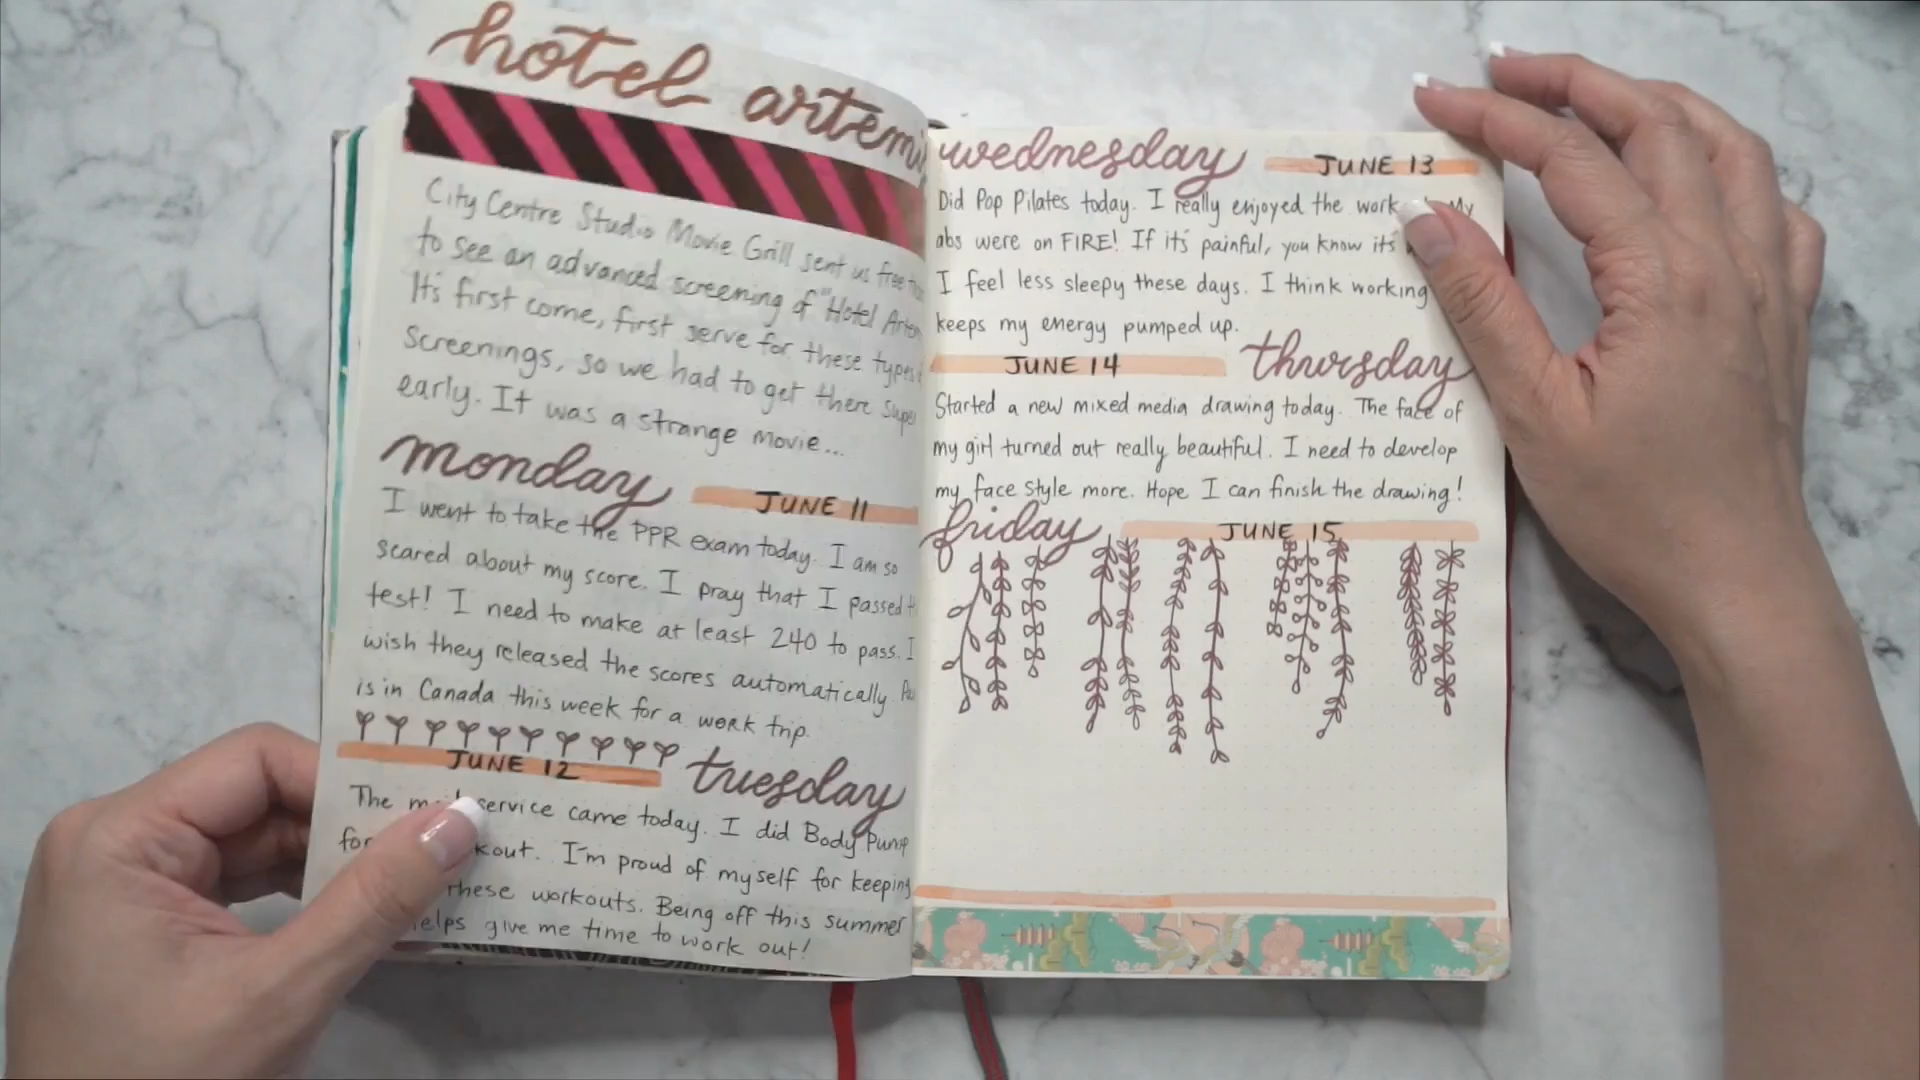 hotel artemi
City Centre Studio Movie Grill sent us free
to see an advanced screening of "Hotel Artem
It's first come, first serve for these types
screenings, so we had to get there super
early. It was a strange movie...
monday JUNE 11
I went to take the PPR exam today. I am so
scared about my score. I pray that I passed
test! I need to make at least 240 to pass. I
wish they released the scores automatically.
is in Canada this week for a work trip.
JUNE 12 tuesday
The service came today. I did Body Pump
for I'm proud of myself for keeping
these workouts. Being off this summer
helps give me time to work out!
wednesday JUNE 13
Did Pop Pilates today. I really enjoyed the work My
abs were on FIRE! If it's painful, you know it's
I feel less sleepy these days. I think working
keeps my energy pumped up.
JUNE 14 thursday
Started a new mixed media drawing today. The face of
my girl turned out really beautiful. I need to develop
my face style more. Hope I can finish the drawing!
friday JUNE 15